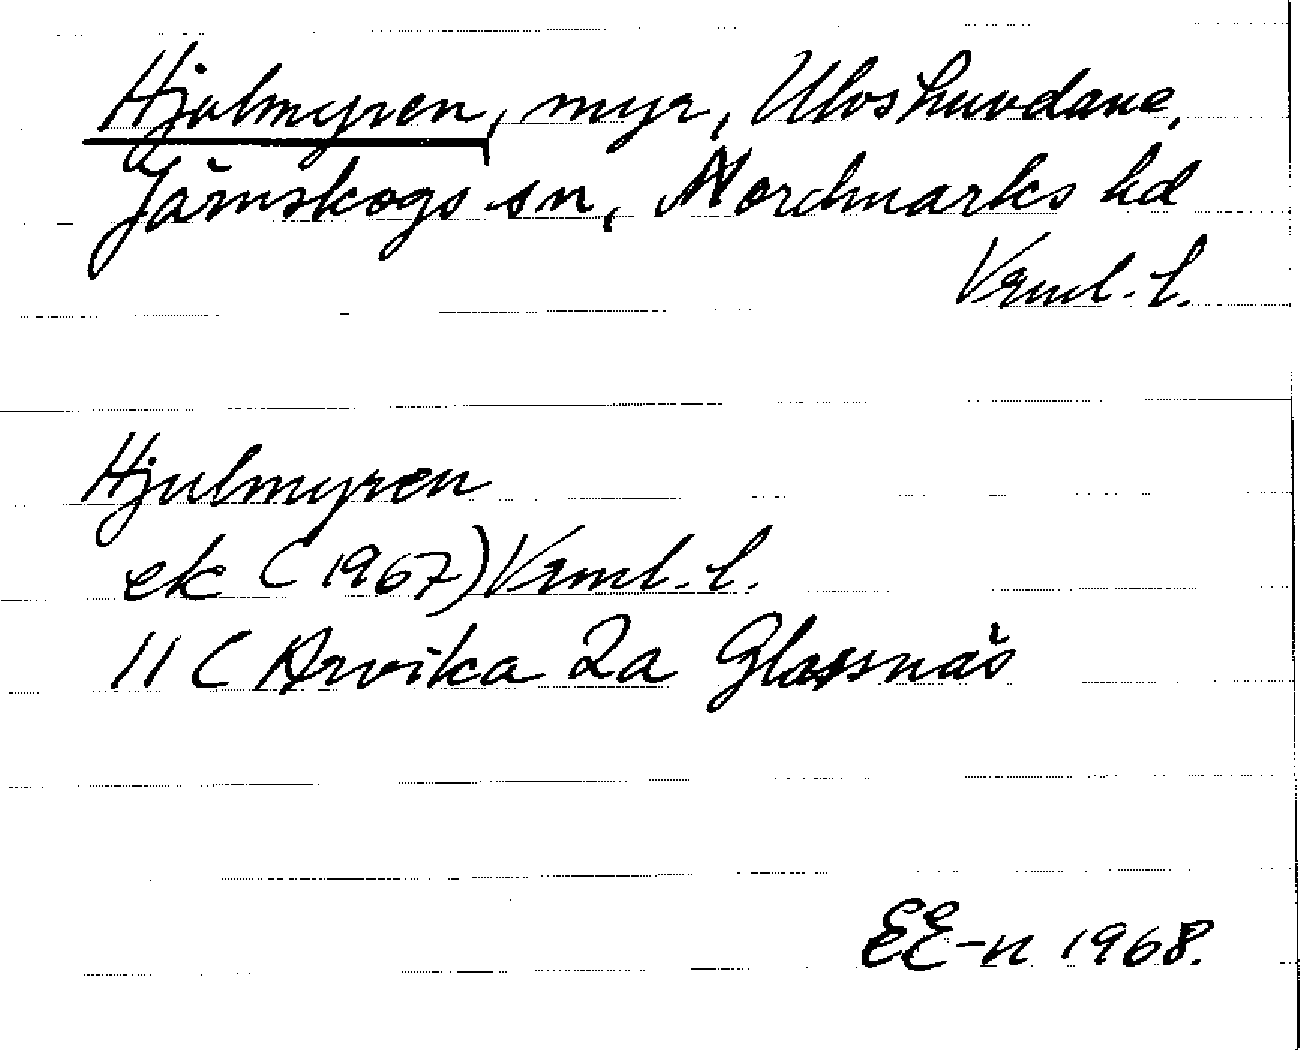 Hjulmyren, myr, Ulvshuvdane,
Järnskogs sn, Nordmarks hd
Vrml. l.
Hjulmyren
ek (1967) Vrml. l.
11 C Arvika 2a Glassnäs
EE-n 1968.